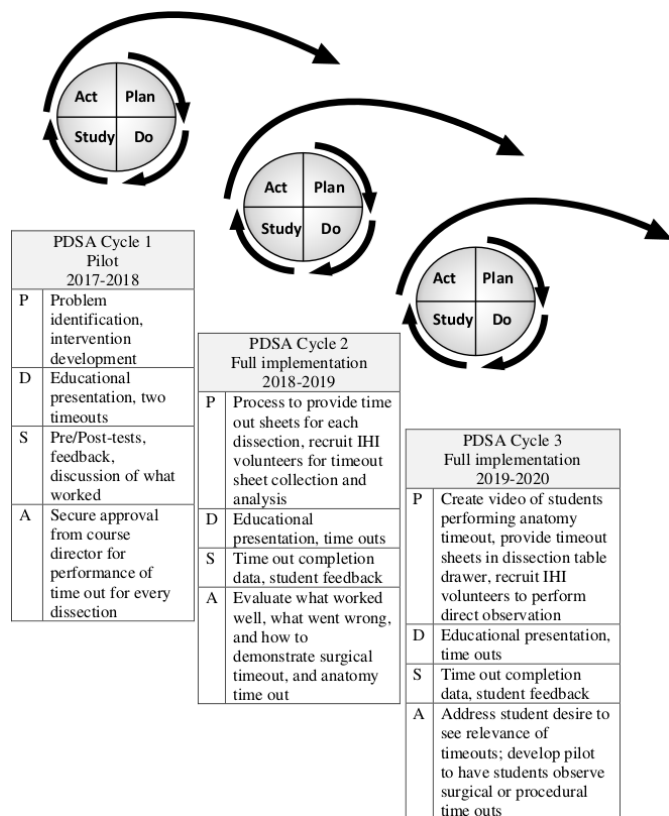 Act Plan
Study Do
Act Plan
Study Do
Act Plan
Study Do
PDSA Cycle 1
Pilot
2017-2018
P Problem
identification,
intervention
development
D Educational
presentation, two
timeouts
S Pre/Post-tests,
feedback,
discussion of what
worked
A Secure approval
from course
director for
performance of
time out for every
dissection
PDSA Cycle 2
Full implementation
2018-2019
P Process to provide time
out sheets for each
dissection, recruit IHI
volunteers for timeout
sheet collection and
analysis
D Educational
presentation, time outs
S Time out completion
data, student feedback
A Evaluate what worked
well, what went wrong,
and how to
demonstrate surgical
timeout, and anatomy
time out
PDSA Cycle 3
Full implementation
2019-2020
P Create video of students
performing anatomy
timeout, provide timeout
sheets in dissection table
drawer, recruit IHI
volunteers to perform
direct observation
D Educational presentation,
time outs
S Time out completion
data, student feedback
A Address student desire to
see relevance of
timeouts; develop pilot
to have students observe
surgical or procedural
time outs